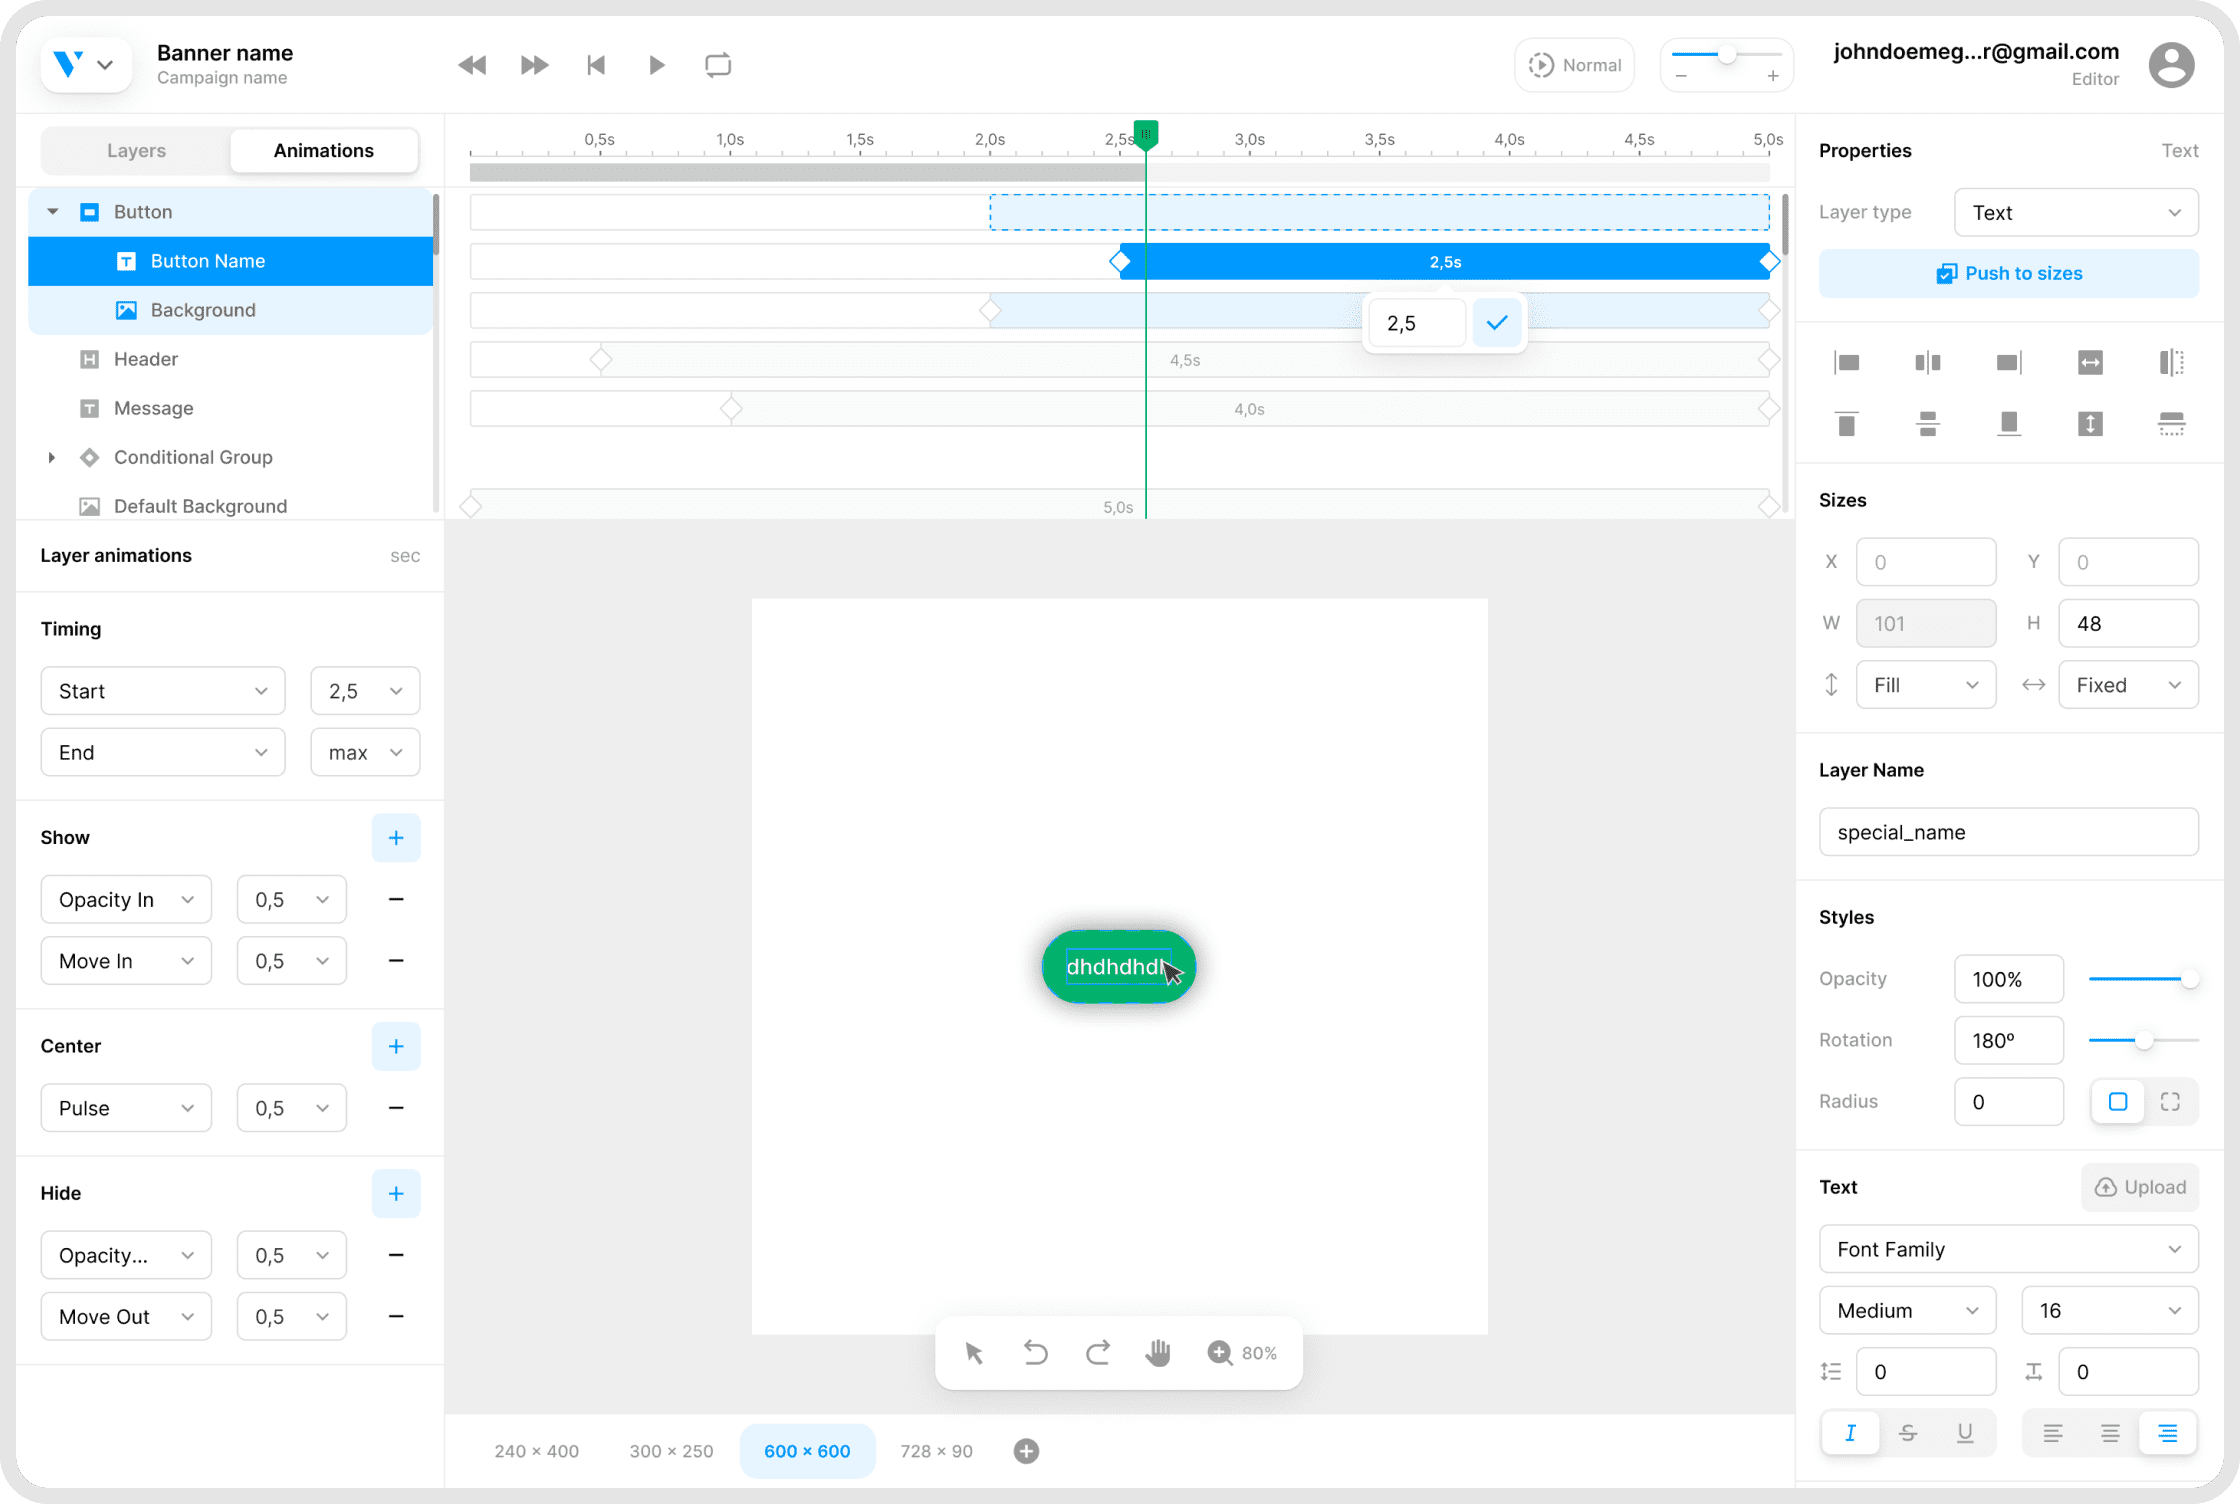 Banner name
Campaign name
Normal
johndoemeg...r@gmail.com
Editor
Layers
Animations
0,5s 1,0s 1,5s 2,0s 2,5s 3,0s 3,5s 4,0s 4,5s 5,0s
Properties
Text
Button
Button Name
2,5s
Background
2,5
Header
4,5s
Message
4,0s
Conditional Group
Default Background
5,0s
Layer type
Text
Push to sizes
Layer animations
sec
Timing
Start
2,5
End
max
Show
Opacity In
0,5
Move In
0,5
Center
Pulse
0,5
Hide
Opacity...
0,5
Move Out
0,5
80%
240 × 400
300 × 250
600 × 600
728 × 90
Sizes
X 0
Y 0
W 101
H 48
Fill
Fixed
Layer Name
special_name
Styles
Opacity
100%
Rotation
180º
Radius
0
Text
Upload
Font Family
Medium
16
0
0